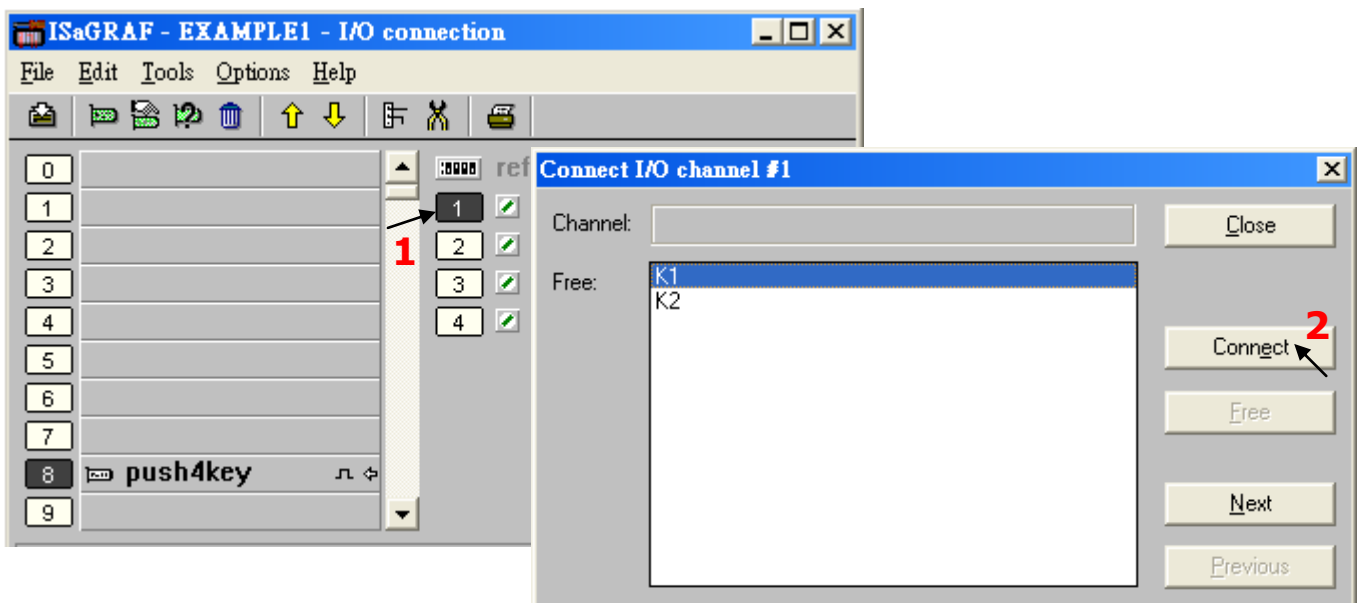 ISaGRAF - EXAMPLE1 - I/O connection
File Edit Tools Options Help
0
1
2
3
4
5
6
7
8 push4key
9
ref
1
2
3
4
1
Connect I/O channel #1
Channel:
Close
Free:
K1
K2
Connect
2
Free
Next
Previous